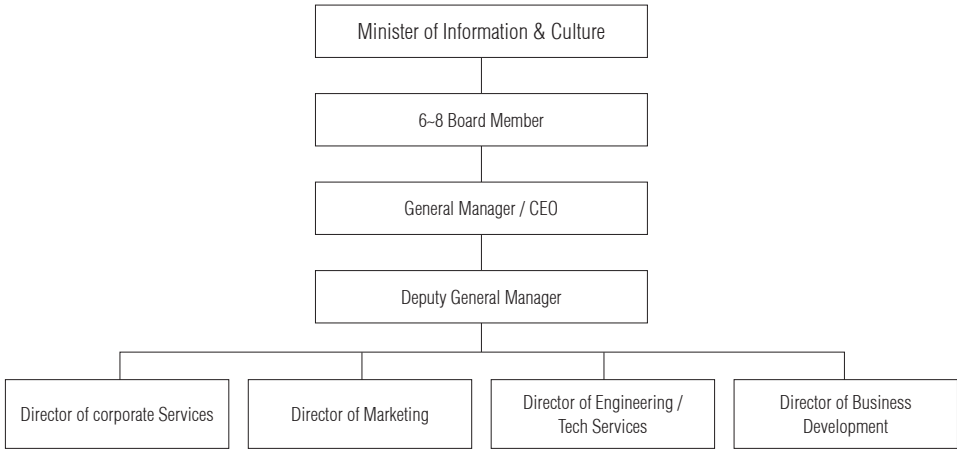 Minister of Information & Culture
6~8 Board Member
General Manager / CEO
Deputy General Manager
Director of corporate Services
Director of Marketing
Director of Engineering /
Tech Services
Director of Business
Development